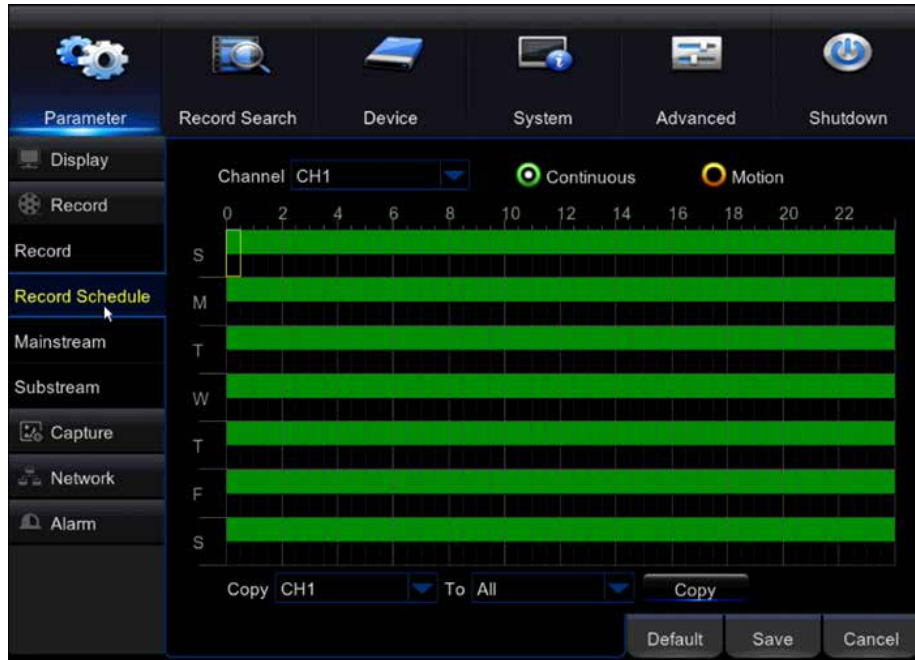 Parameter Record Search Device System Advanced Shutdown
Display
Record
Record
Record Schedule
Mainstream
Substream
Capture
Network
Alarm
Channel CH1 Continuous Motion
0 2 4 6 8 10 12 14 16 18 20 22
S
M
T
W
T
F
S
Copy CH1 To All Copy
Default Save Cancel